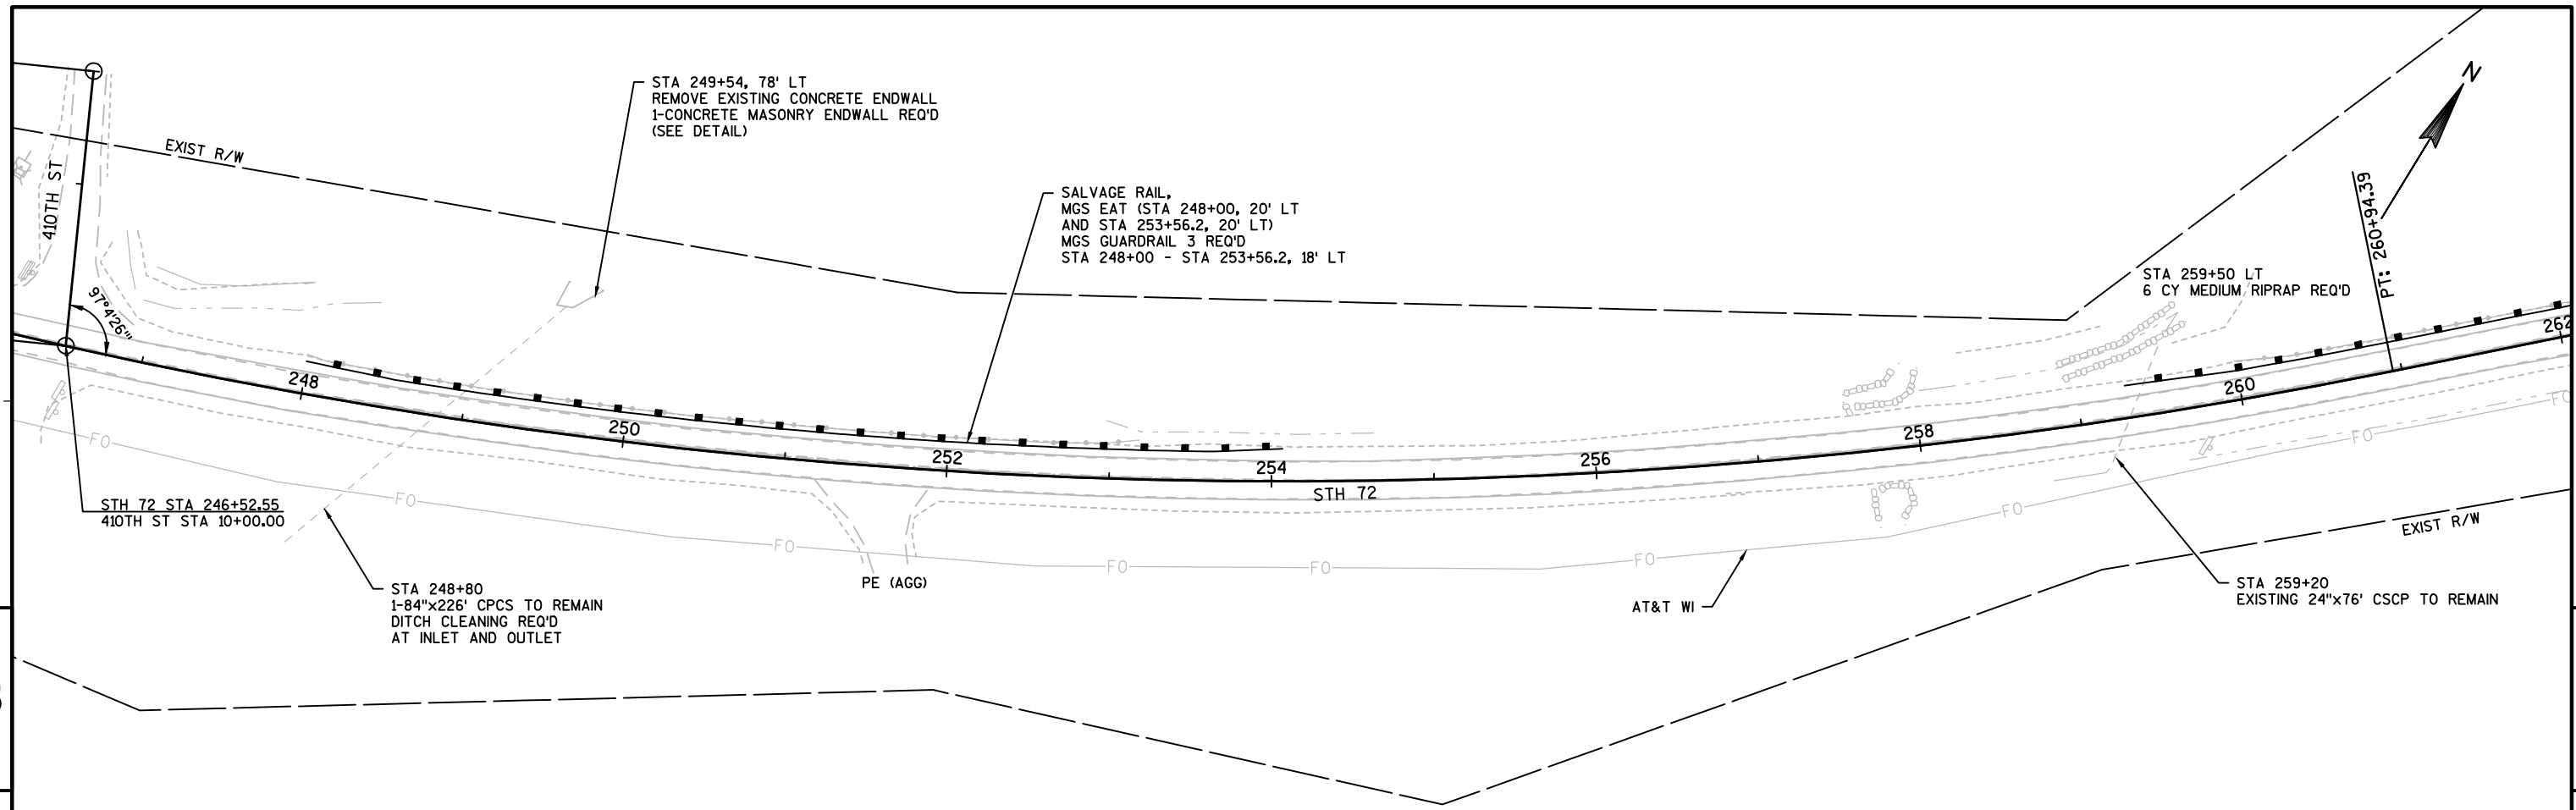 N
STA 249+54, 78' LT
REMOVE EXISTING CONCRETE ENDWALL
1-CONCRETE MASONRY ENDWALL REQ'D
(SEE DETAIL)
EXIST R/W
410TH ST
SALVAGE RAIL,
MGS EAT (STA 248+00, 20' LT
AND STA 253+56.2, 20' LT)
MGS GUARDRAIL 3 REQ'D
STA 248+00 - STA 253+56.2, 18' LT
PT: 260+94.39
STA 259+50 LT
6 CY MEDIUM RIPRAP REQ'D
97°4'26"
248
250
252
254
256
258
260
262
STH 72
FO
FO
FO
FO
FO
FO
FO
FO
FO
STH 72 STA 246+52.55
410TH ST STA 10+00.00
EXIST R/W
PE (AGG)
STA 248+80
1-84"x226' CPCS TO REMAIN
DITCH CLEANING REQ'D
AT INLET AND OUTLET
AT&T WI
STA 259+20
EXISTING 24"x76' CSCP TO REMAIN